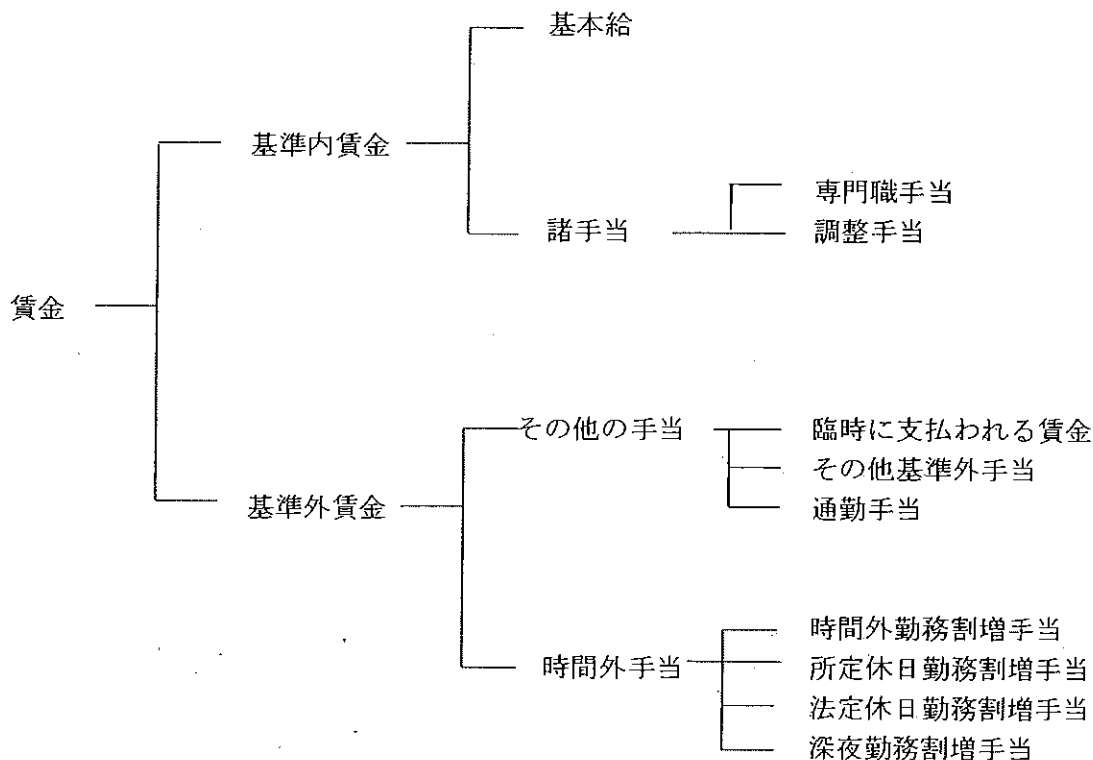 基本給
基準内賃金
専門職手当
諸手当
調整手当
賃金
その他の手当
臨時に支払われる賃金
その他基準外手当
基準外賃金
通勤手当
時間外勤務割増手当
時間外手当
所定休日勤務割増手当
法定休日勤務割増手当
深夜勤務割増手当